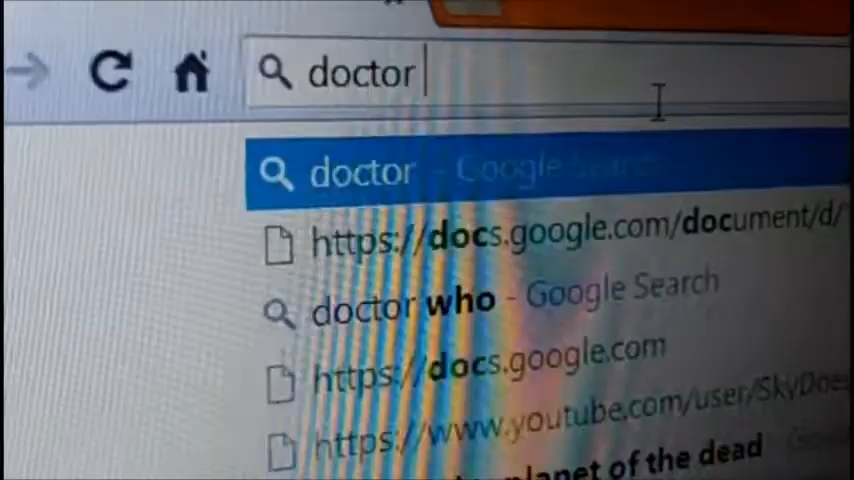 doctor
doctor - Google Search
https://docs.google.com/document/d/
doctor who - Google Search
https://docs.google.com
https://www.youtube.com/user/SkyDoes
planet of the dead